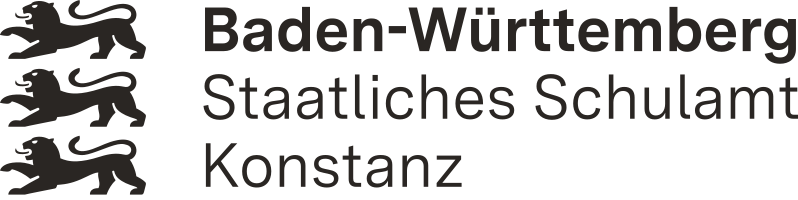 Baden-Württemberg
Staatliches Schulamt
Konstanz